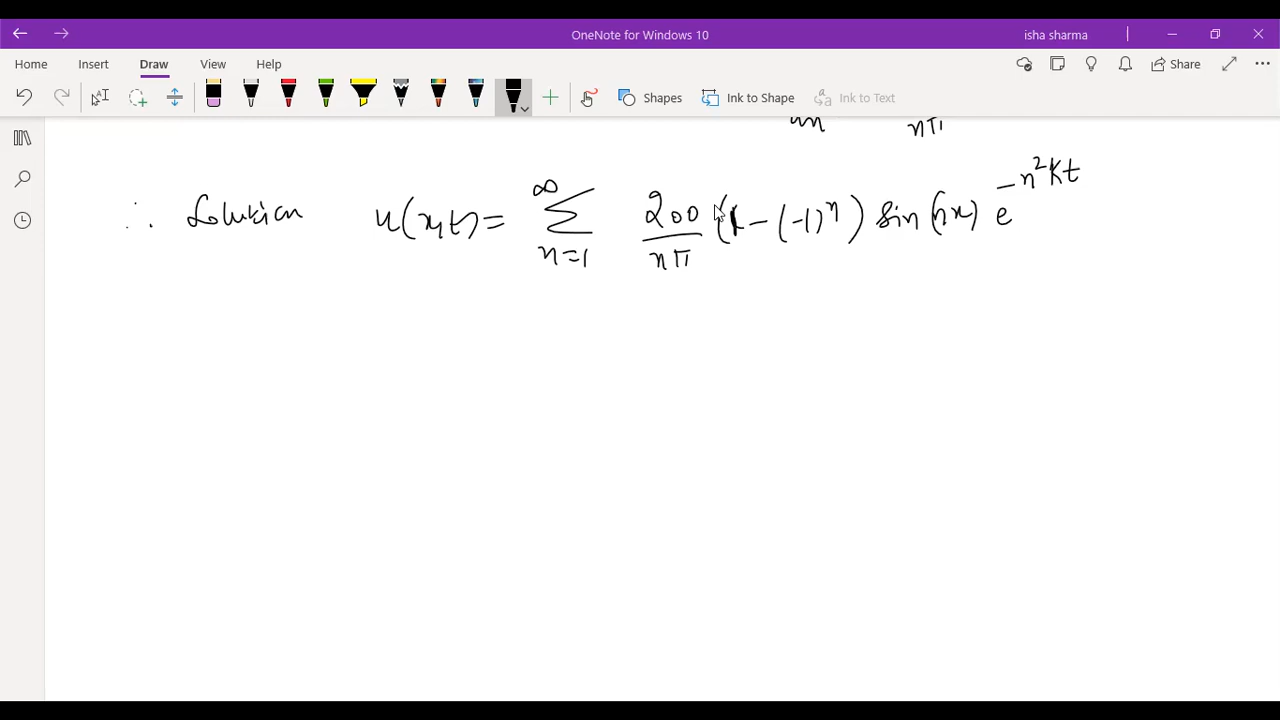 OneNote for Windows 10
isha sharma
Home Insert Draw View Help
Share
Shapes Ink to Shape Ink to Text
an nπ
∴ Solution u(x,t) = ∑_{n=1}^{∞} 200/nπ (1 - (-1)^n) sin(nx) e^{-n²kt}